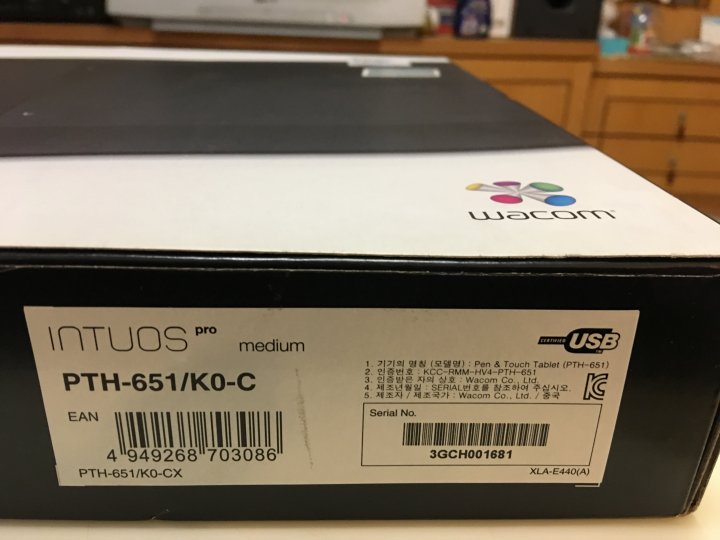 wacom
INTUOS pro
medium
PTH-651/K0-C
EAN
4 949268 703086
PTH-651/K0-CX
CERTIFIED USB TM
1. 기기의 명칭 (모델명) : Pen & Touch Tablet (PTH-651)
2. 인증번호 : KCC-RMM-HV4-PTH-651
3. 인증받은 자의 상호 : Wacom Co., Ltd.
4. 제조년월일 : SERIAL번호를 참조하여 주십시오.
5. 제조자 / 제조국가 : Wacom Co., Ltd. / 중국
Serial No.
3GCH001681
XLA-E440(A)